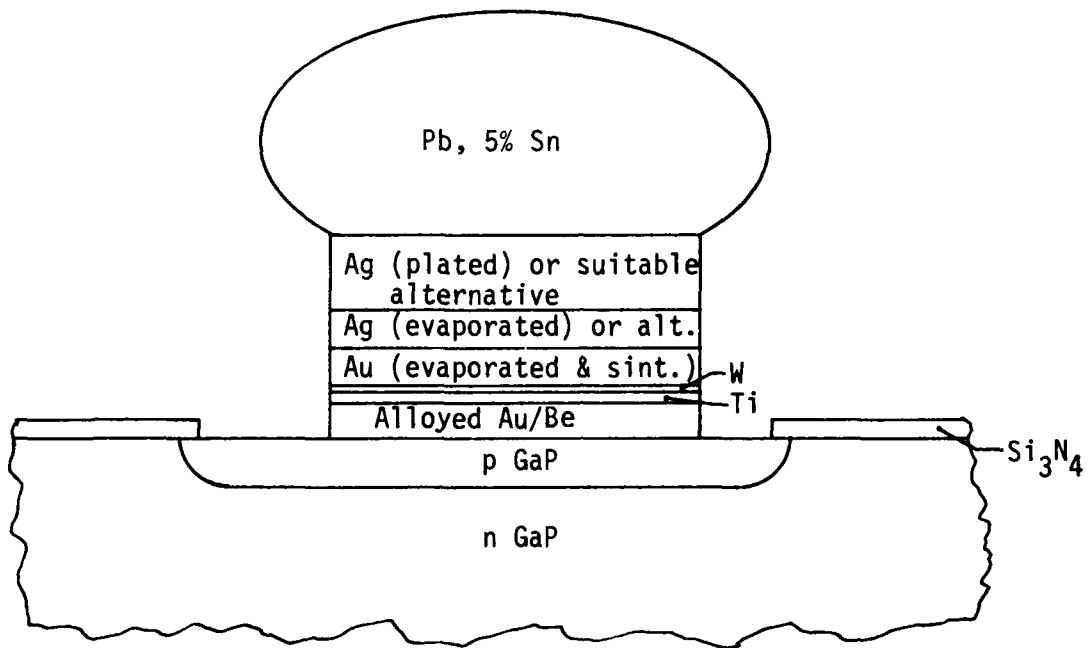 Pb, 5% Sn
Ag (plated) or suitable
alternative
Ag (evaporated) or alt.
Au (evaporated & sint.)
W
Ti
Alloyed Au/Be
Si₃N₄
p GaP
n GaP